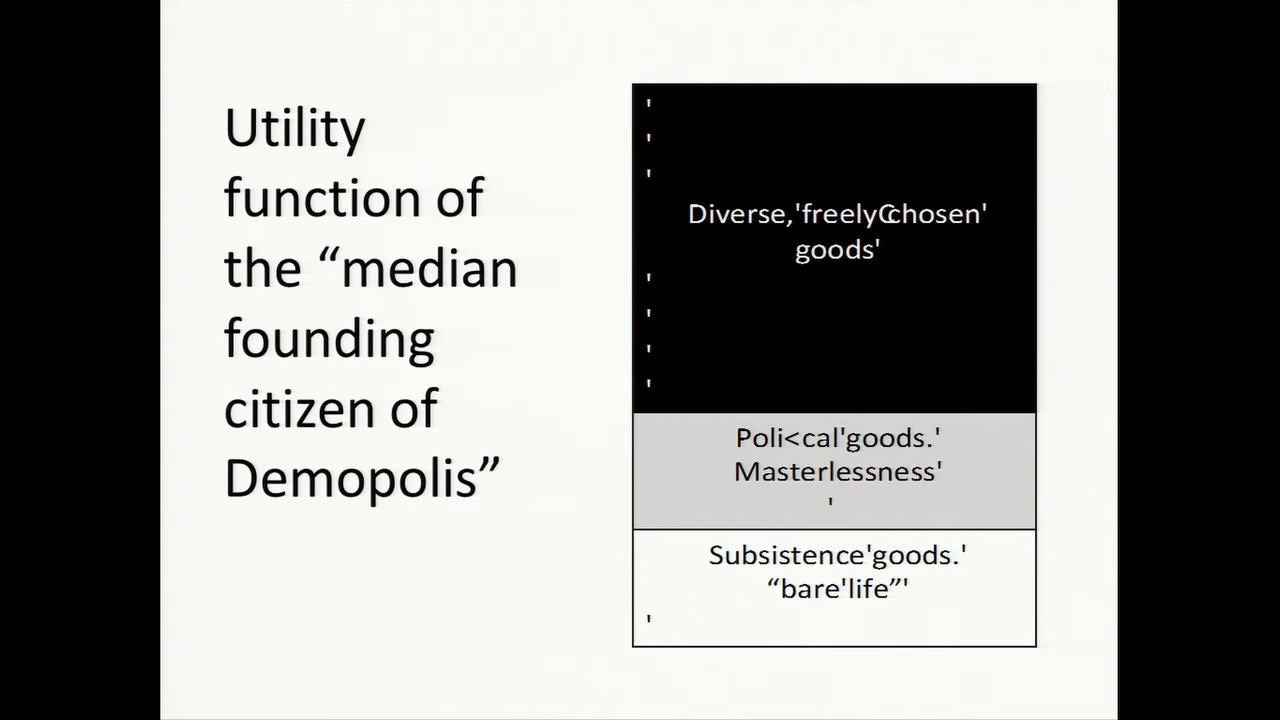 Utility
function of
the “median
founding
citizen of
Demopolis”
'
'
'
Diverse,'freelyCchosen'
goods'
'
'
'
'
Poli<cal'goods.'
Masterlessness'
'
Subsistence'goods.'
“bare'life”'
'